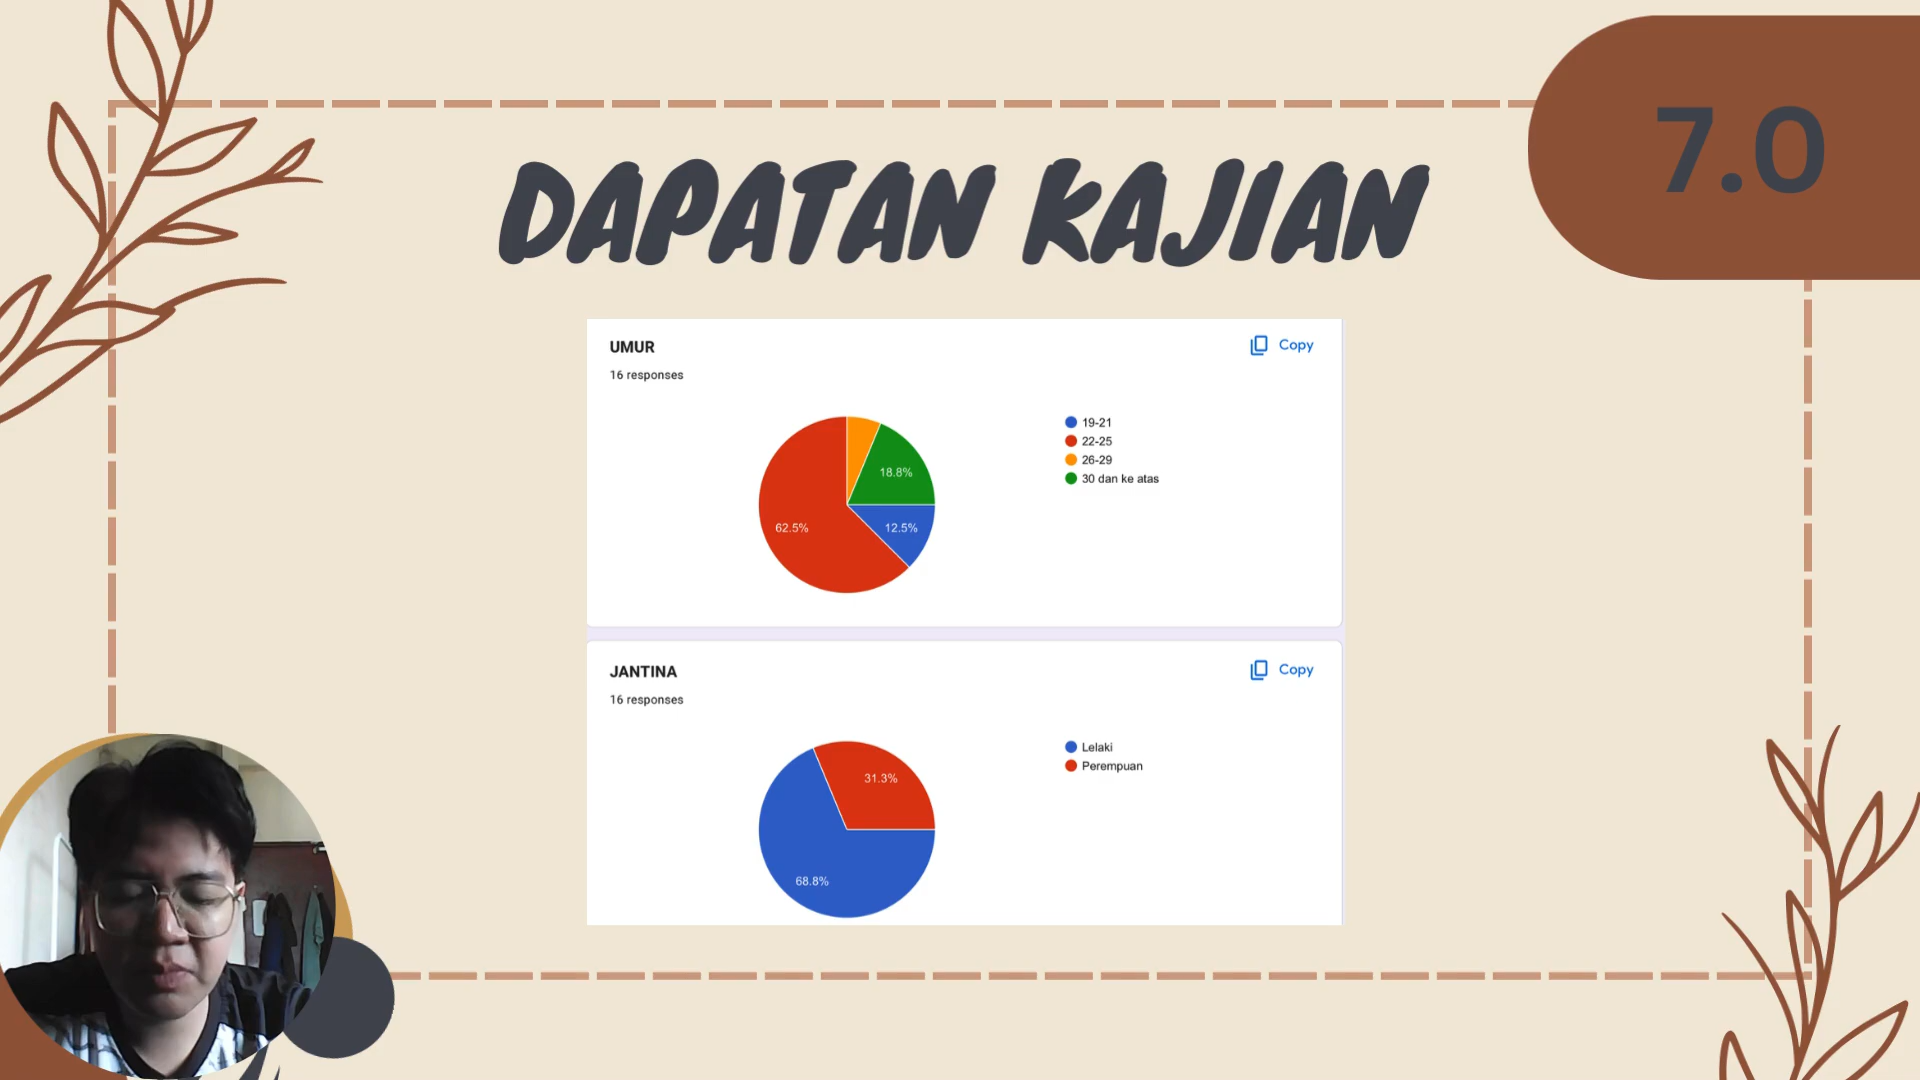 7.0
DAPATAN KAJIAN
UMUR
Copy
16 responses
19-21
22-25
26-29
30 dan ke atas
18.8%
62.5%
12.5%
JANTINA
Copy
16 responses
Lelaki
Perempuan
31.3%
68.8%